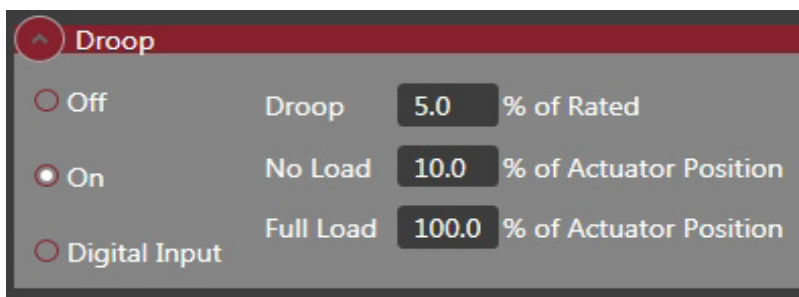 Droop
Off
Droop 5.0 % of Rated
On
No Load 10.0 % of Actuator Position
Digital Input
Full Load 100.0 % of Actuator Position